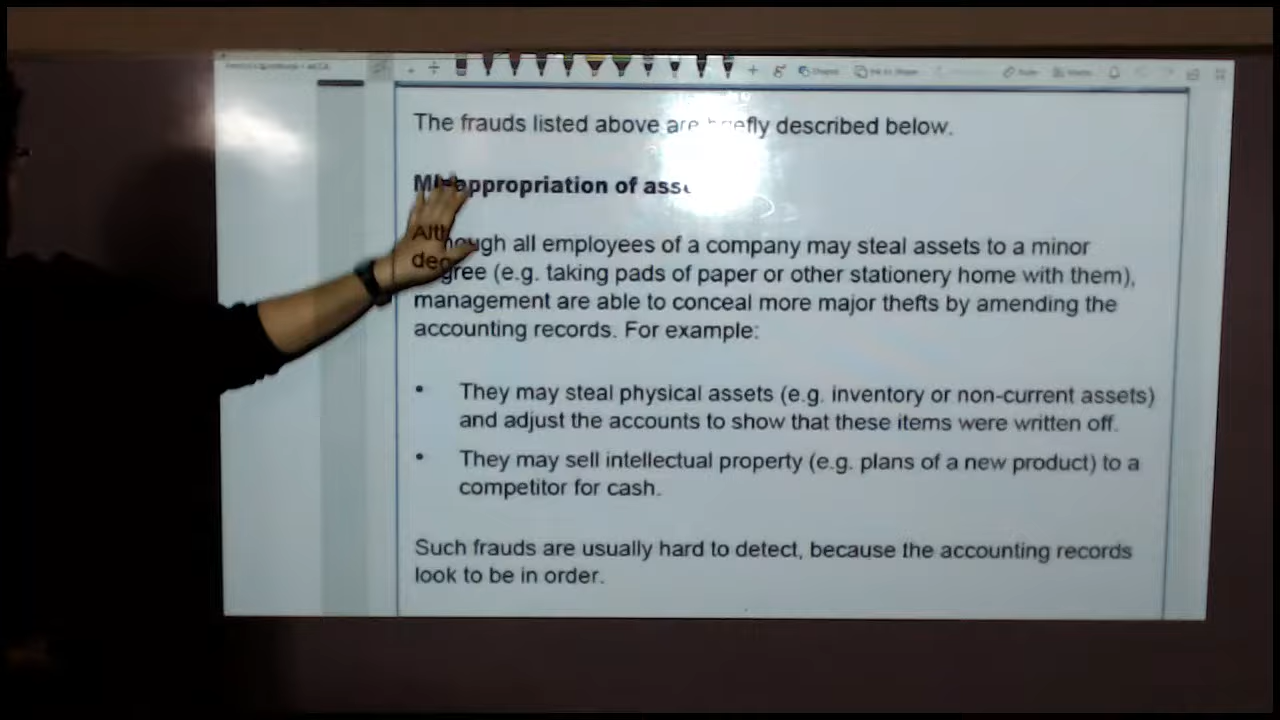 The frauds listed above are briefly described below.
Misappropriation of asse
Although all employees of a company may steal assets to a minor
degree (e.g. taking pads of paper or other stationery home with them),
management are able to conceal more major thefts by amending the
accounting records. For example:
• They may steal physical assets (e.g. inventory or non-current assets)
and adjust the accounts to show that these items were written off.
• They may sell intellectual property (e.g. plans of a new product) to a
competitor for cash.
Such frauds are usually hard to detect, because the accounting records
look to be in order.